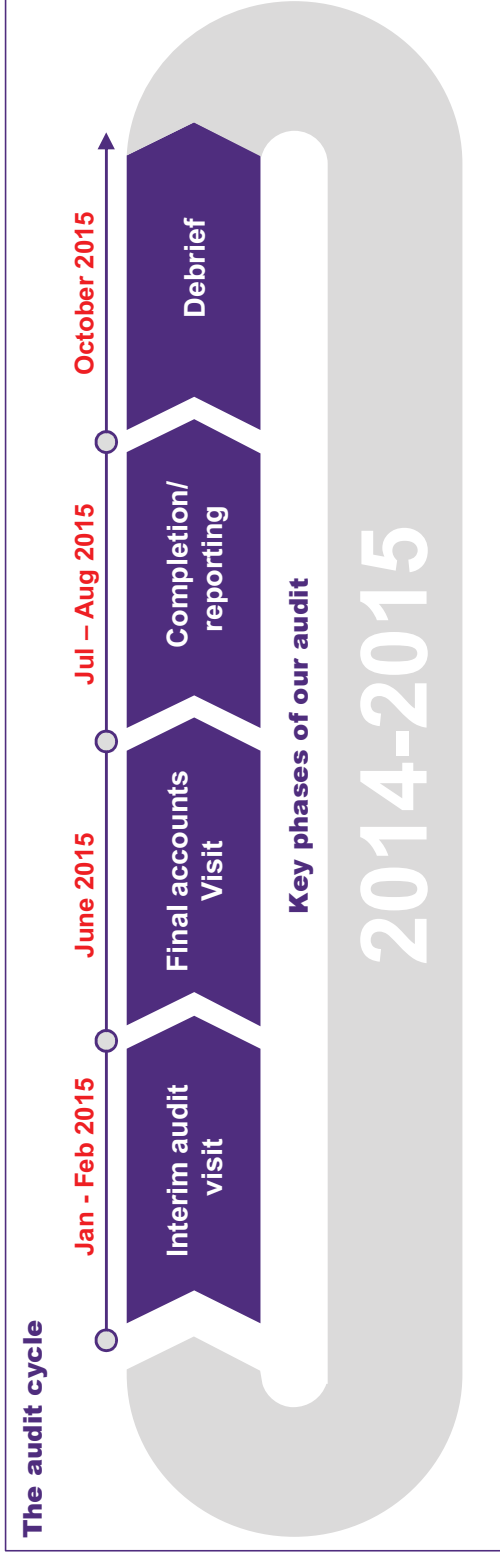 The audit cycle
Jan - Feb 2015
June 2015
Jul – Aug 2015
October 2015
Interim audit
visit
Final accounts
Visit
Completion/
reporting
Debrief
Key phases of our audit
2014-2015